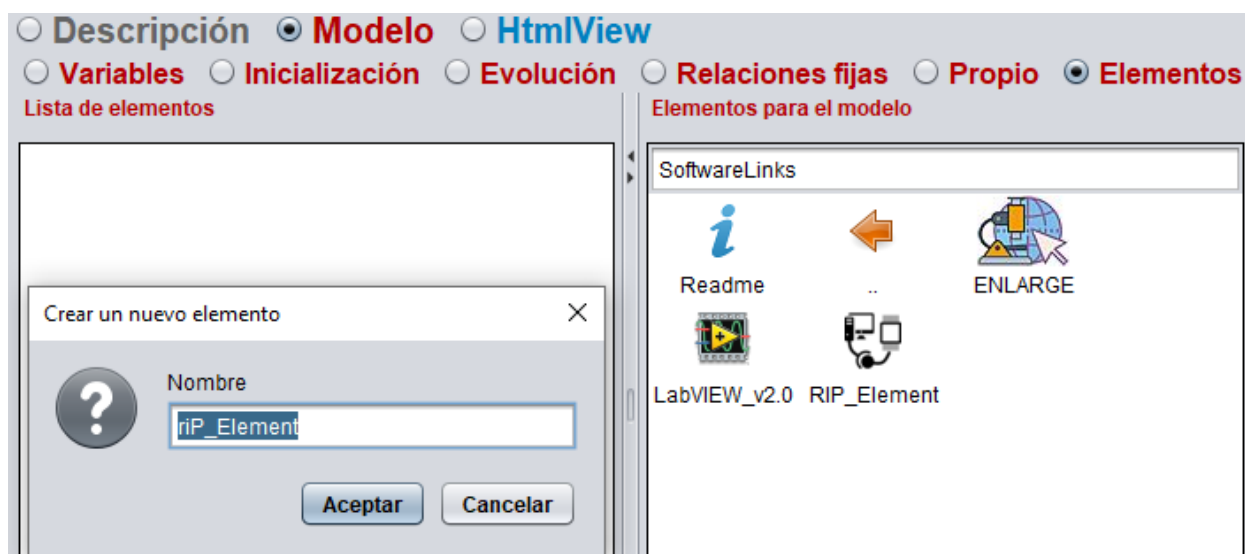 Descripción Modelo HtmlView
Variables Inicialización Evolución Relaciones fijas Propio Elementos
Lista de elementos
Elementos para el modelo
SoftwareLinks
Readme .. ENLARGE
LabVIEW_v2.0 RIP_Element
Crear un nuevo elemento
Nombre
riP_Element
Aceptar Cancelar